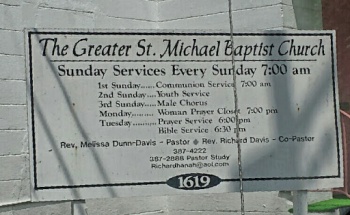 The Greater St. Michael Baptist Church
Sunday Services Every Sunday 7:00 am
1st Sunday......Communion Service 7:00 am
2nd Sunday....Youth Service
3rd Sunday.....Male Chorus
Monday......... Woman Prayer Closet 7:00 pm
Tuesday.......... Prayer Service 6:00 pm
Bible Service 6:30 pm
Rev. Melissa Dunn-Davis - Pastor @ Rev. Richard Davis - Co-Pastor
387-4222
387-2888 Pastor Study
Richardhanah@aol.com
1619